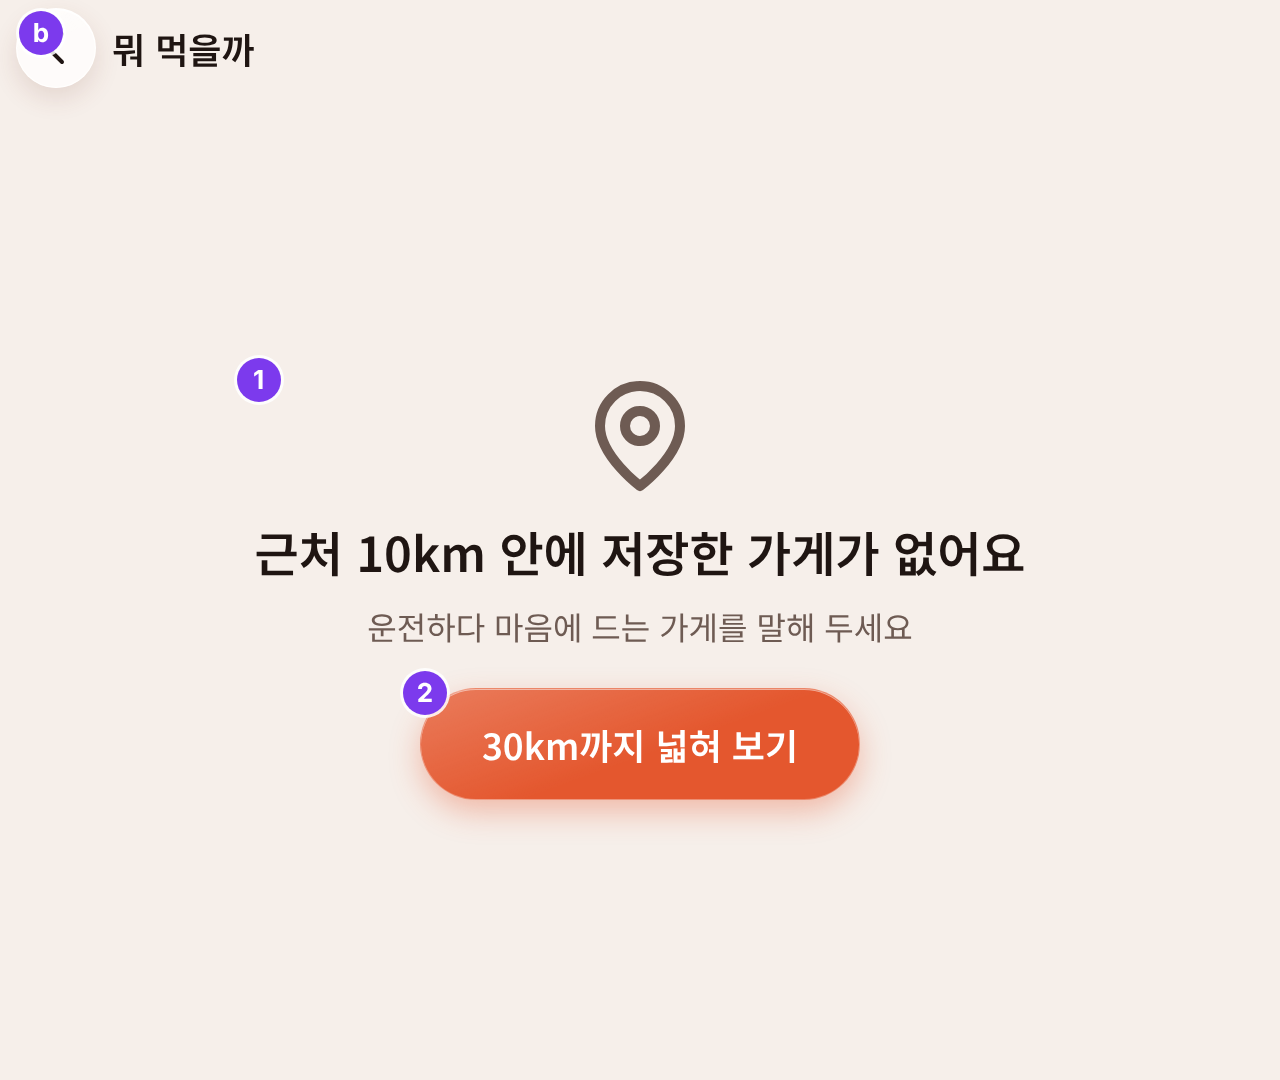 b
뭐 먹을까
1
근처 10km 안에 저장한 가게가 없어요
운전하다 마음에 드는 가게를 말해 두세요
2
30km까지 넓혀 보기